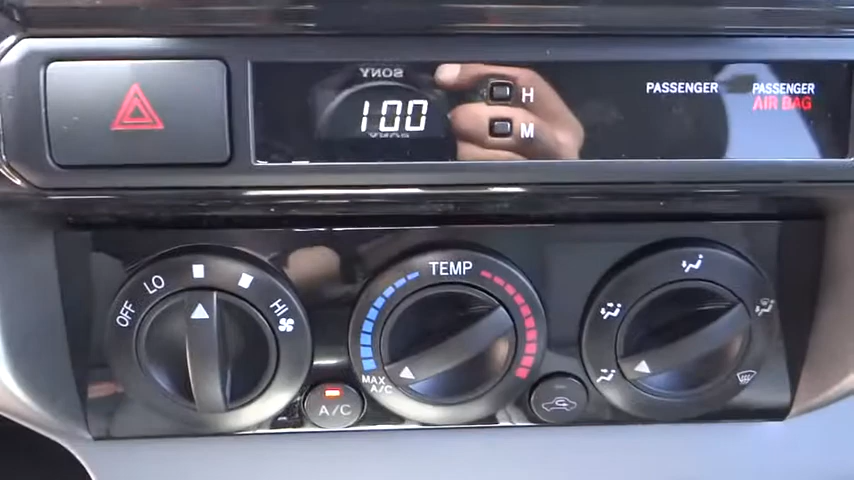 SONY
1:00
H
M
PASSENGER
PASSENGER
AIR BAG
OFF
LO
HI
TEMP
MAX
A/C
A/C